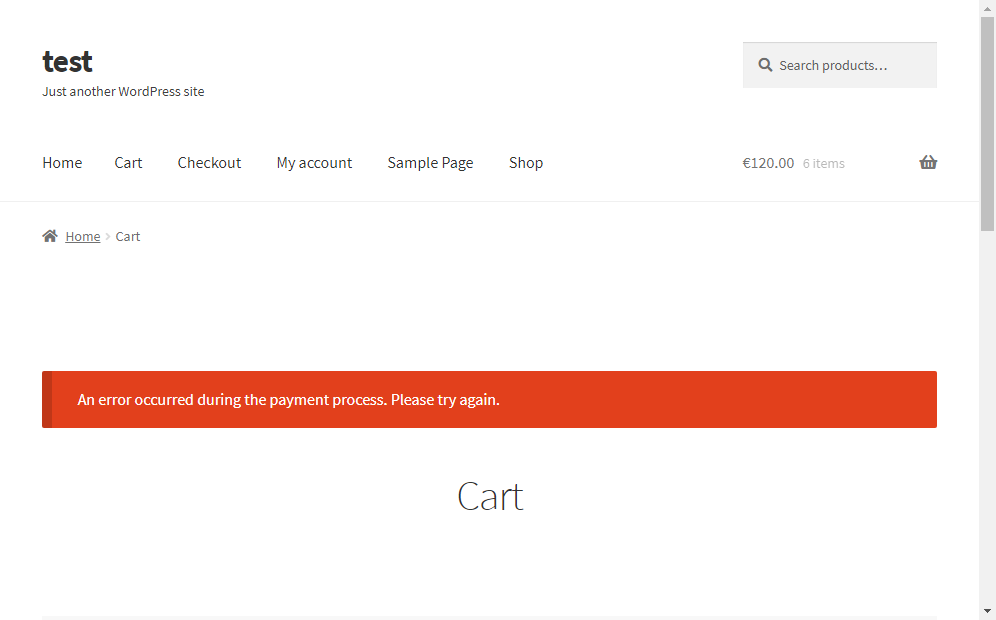 test
Just another WordPress site
Search products…
Home Cart Checkout My account Sample Page Shop
€120.00 6 items
Home › Cart
An error occurred during the payment process. Please try again.
Cart